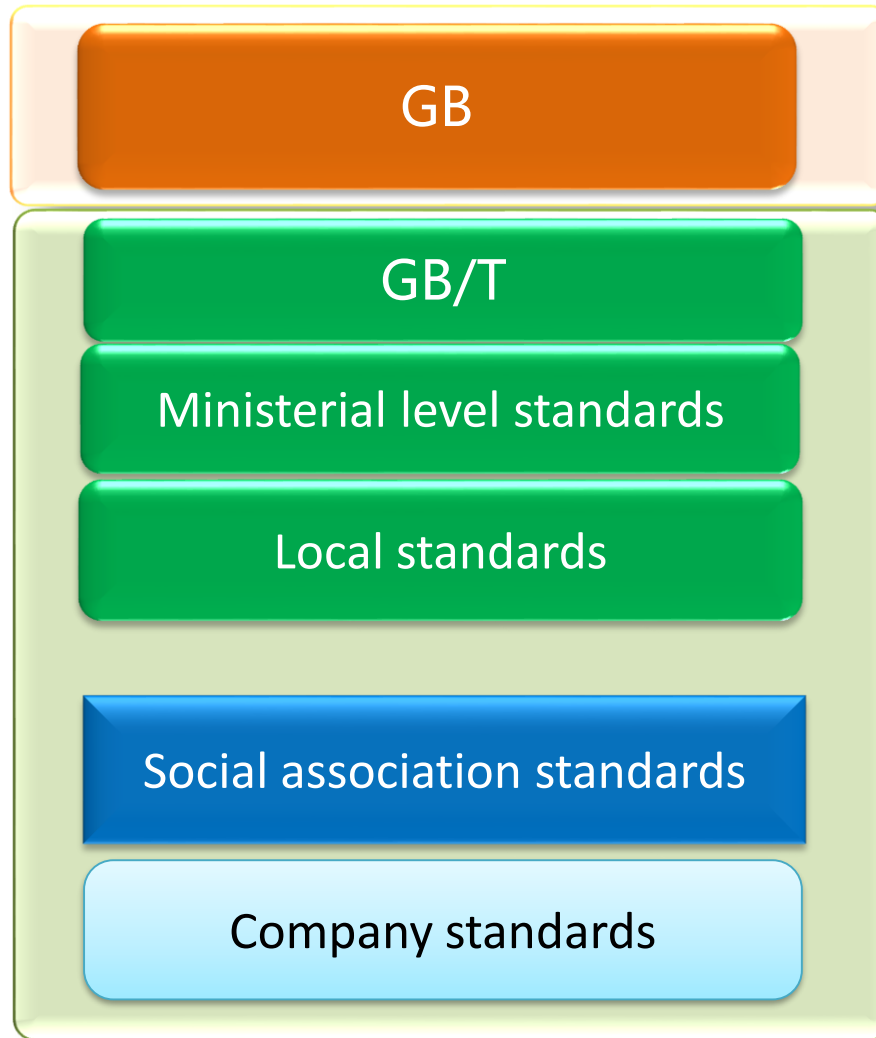 GB
GB/T
Ministerial level standards
Local standards
Social association standards
Company standards